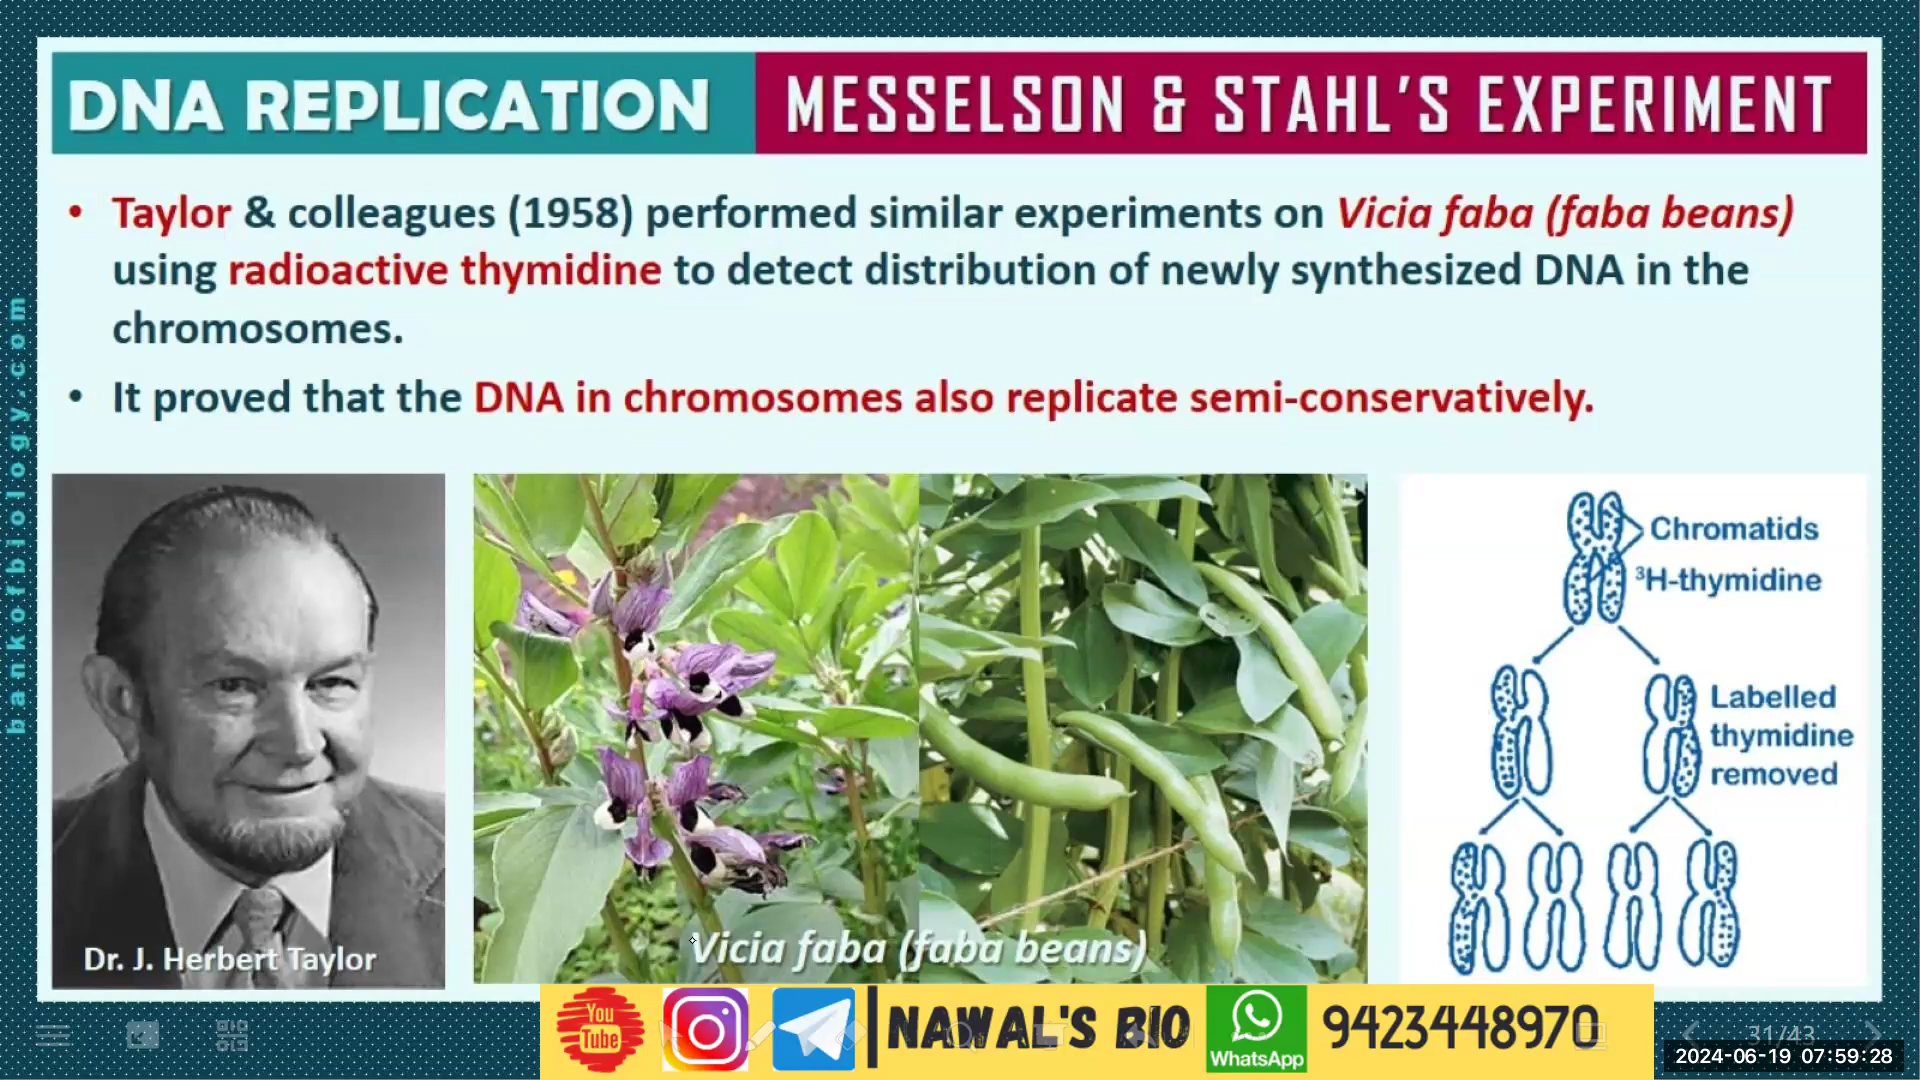 DNA REPLICATION
MESSELSON & STAHL'S EXPERIMENT
• Taylor & colleagues (1958) performed similar experiments on Vicia faba (faba beans)
using radioactive thymidine to detect distribution of newly synthesized DNA in the
chromosomes.
• It proved that the DNA in chromosomes also replicate semi-conservatively.
bankofbiology.com
Dr. J. Herbert Taylor
Vicia faba (faba beans)
Chromatids
³H-thymidine
Labelled
thymidine
removed
You
Tube
NAWAL'S BIO
WhatsApp
9423448970
31/43
2024-06-19 07:59:28